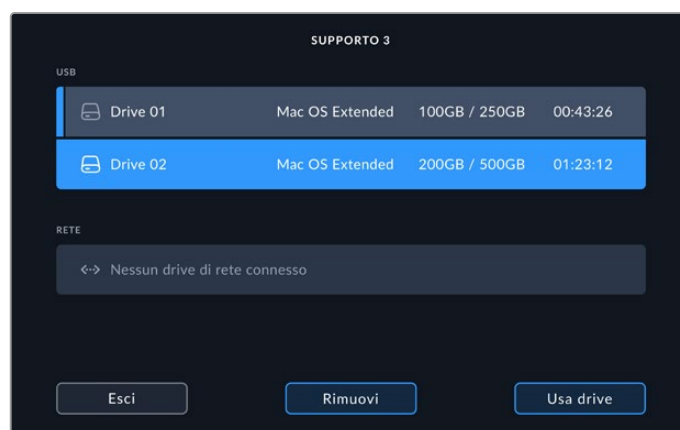 SUPPORTO 3
USB
Drive 01 Mac OS Extended 100GB / 250GB 00:43:26
Drive 02 Mac OS Extended 200GB / 500GB 01:23:12
RETE
Nessun drive di rete connesso
Esci Rimuovi Usa drive